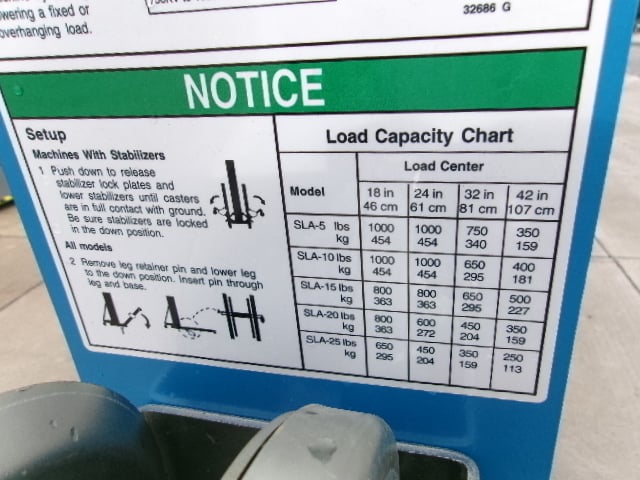 wering a fixed or
overhanging load.
32686 G
NOTICE
Setup
Machines With Stabilizers
1 Push down to release
stabilizer lock plates and
lower stabilizers until casters
are in full contact with ground.
Be sure stabilizers are locked
in the down position.
All models
2 Remove leg retainer pin and lower leg
to the down position. Insert pin through
leg and base.
Load Capacity Chart
Load Center
Model 18 in 24 in 32 in 42 in
46 cm 61 cm 81 cm 107 cm
SLA-5 lbs 1000 1000 750 350
kg 454 454 340 159
SLA-10 lbs 1000 1000 650 400
kg 454 454 295 181
SLA-15 lbs 800 800 650 500
kg 363 363 295 227
SLA-20 lbs 800 600 450 350
kg 363 272 204 159
SLA-25 lbs 650 450 350 250
kg 295 204 159 113